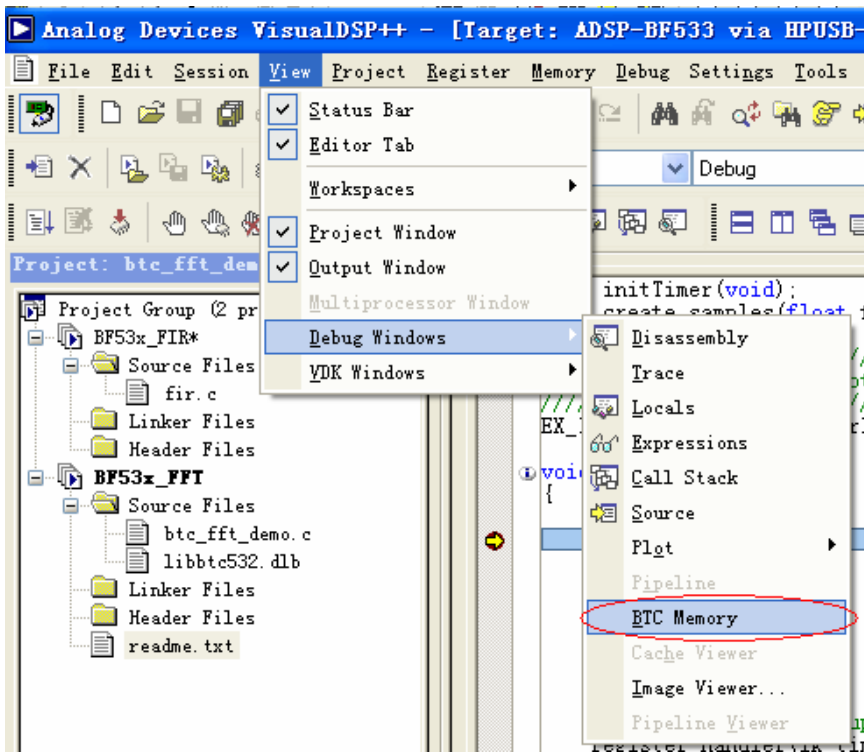 Analog Devices VisualDSP++ - [Target: ADSP-BF533 via HPUSB-
File Edit Session View Project Register Memory Debug Settings Tools
Status Bar
Editor Tab
Debug
Workspaces
Project Window
Output Window
Multiprocessor Window
Debug Windows
VDK Windows
Project: btc_fft_dem
Project Group (2 pr
BF53x_FIR*
Source Files
fir.c
Linker Files
Header Files
BF53x_FFT
Source Files
btc_fft_demo.c
libbtc532.dlb
Linker Files
Header Files
readme.txt
initTimer(void);
create_samples(float f
////
EX_
voi
{
Disassembly
Trace
Locals
Expressions
Call Stack
Source
Plot
Pipeline
BTC Memory
Cache Viewer
Image Viewer...
Pipeline Viewer